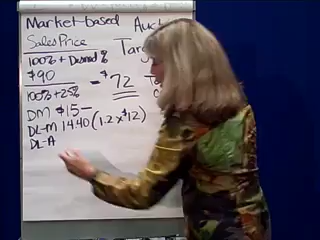 Market-based Auc
Sales Price
100% + Desired % Tar
$90 = $72
100% + 25%
DM $15 —
DL-M 14.40 (1.2 x $12)
DL-A